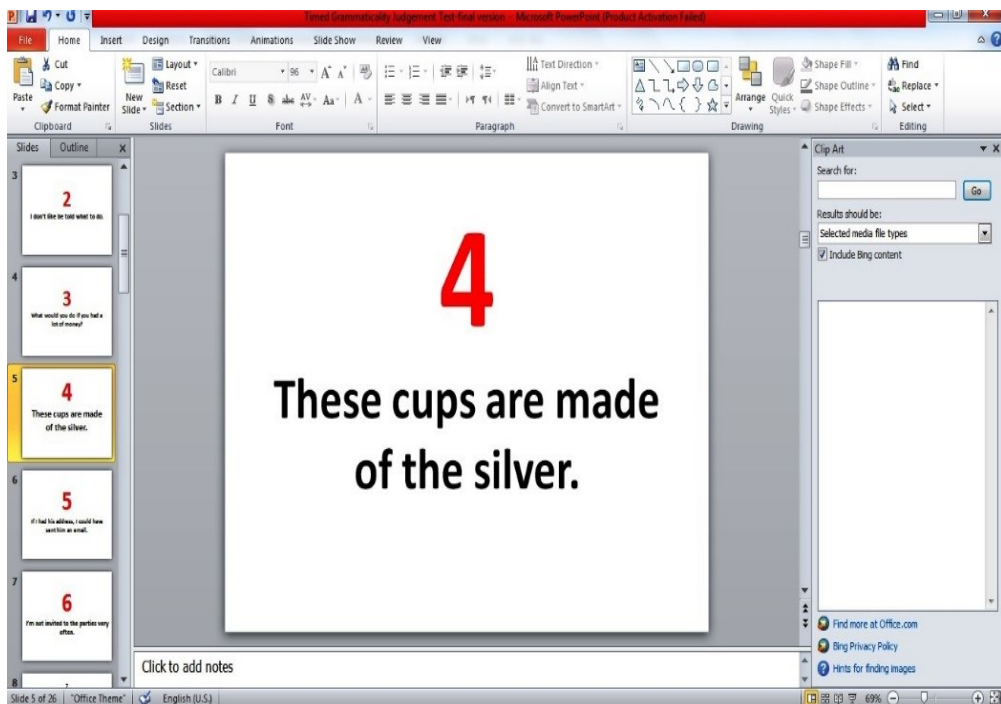 Timed Grammaticality Judgement Test-final version - Microsoft PowerPoint (Product Activation Failed)
File Home Insert Design Transitions Animations Slide Show Review View
Paste
Cut
Copy
Format Painter
Clipboard
New Slide
Layout
Reset
Section
Slides
Calibri 96
Font
Text Direction
Align Text
Convert to SmartArt
Paragraph
Arrange
Quick Styles
Shape Fill
Shape Outline
Shape Effects
Drawing
Find
Replace
Select
Editing
Slides Outline X
3
2
I don't like be told what to do.
4
3
What would you do if you had a
lot of money?
5
4
These cups are made
of the silver.
6
5
If I had his address, I could have
sent him an email.
7
6
I'm not invited to the parties very
often.
8
4
These cups are made
of the silver.
Click to add notes
Clip Art
Search for:
Go
Results should be:
Selected media file types
Include Bing content
Find more at Office.com
Bing Privacy Policy
Hints for finding images
Slide 5 of 26 "Office Theme" English (U.S.) 69%